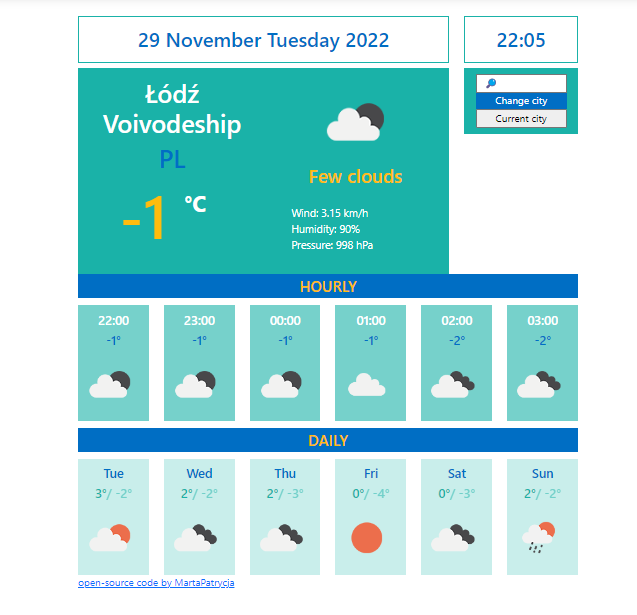 29 November Tuesday 2022
22:05
Łódź
Voivodeship
PL
-1 °C
Few clouds
Wind: 3.15 km/h
Humidity: 90%
Pressure: 998 hPa
Change city
Current city
HOURLY
22:00 23:00 00:00 01:00 02:00 03:00
-1° -1° -1° -1° -2° -2°
DAILY
Tue Wed Thu Fri Sat Sun
3°/ -2° 2°/ -2° 2°/ -3° 0°/ -4° 0°/ -3° 2°/ -2°
open-source code by MartaPatrycja